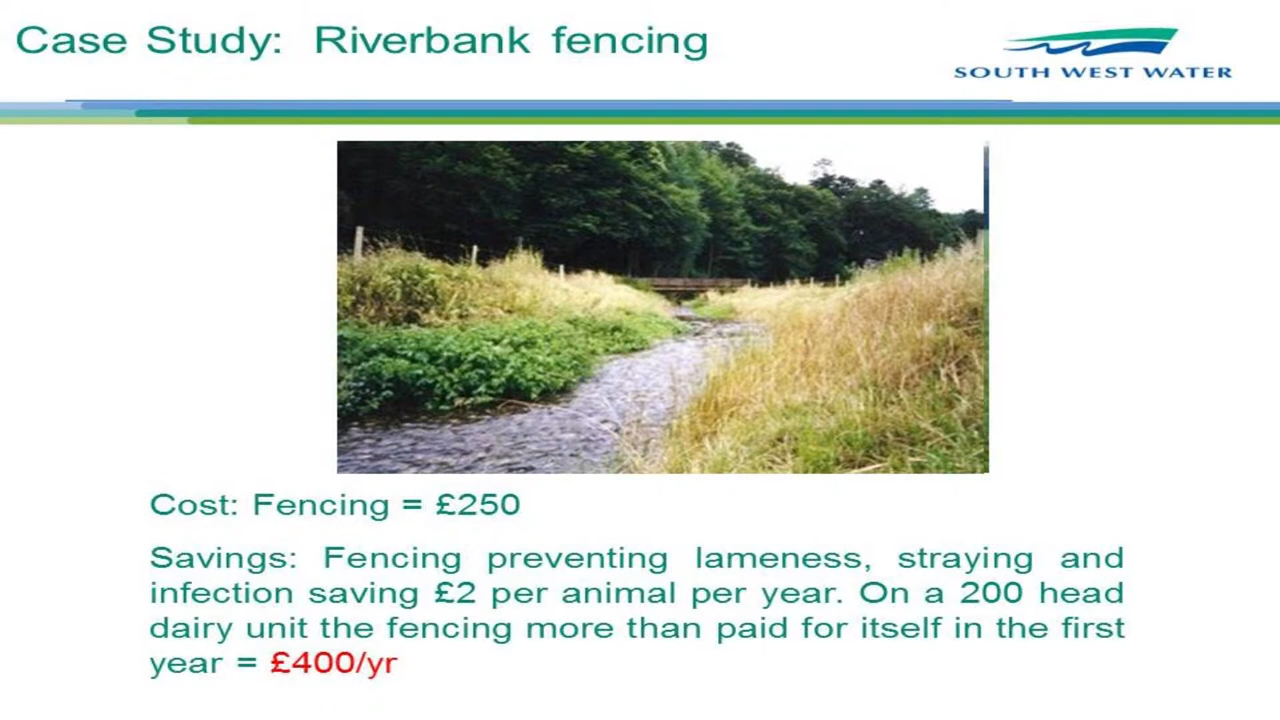 Case Study: Riverbank fencing
SOUTH WEST WATER
Cost: Fencing = £250
Savings: Fencing preventing lameness, straying and
infection saving £2 per animal per year. On a 200 head
dairy unit the fencing more than paid for itself in the first
year = £400/yr